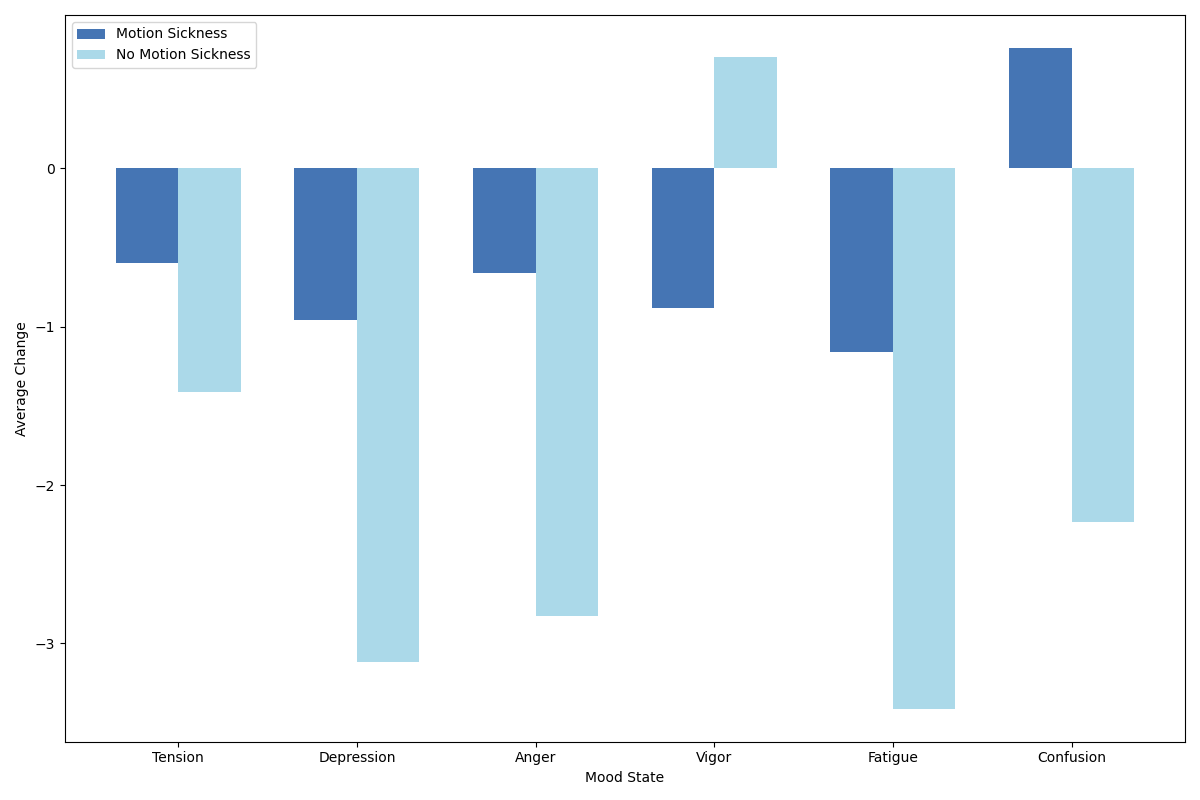 Motion Sickness
No Motion Sickness
0
−1
−2
−3
Average Change
Tension Depression Anger Vigor Fatigue Confusion
Mood State